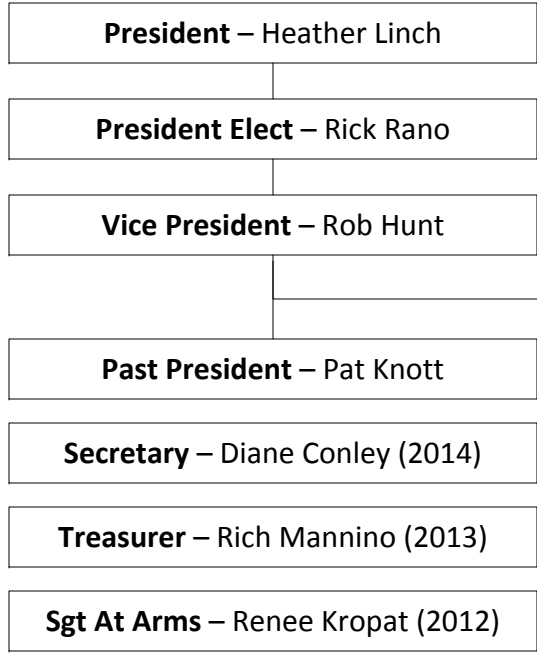 President – Heather Linch
President Elect – Rick Rano
Vice President – Rob Hunt
Past President – Pat Knott
Secretary – Diane Conley (2014)
Treasurer – Rich Mannino (2013)
Sgt At Arms – Renee Kropat (2012)